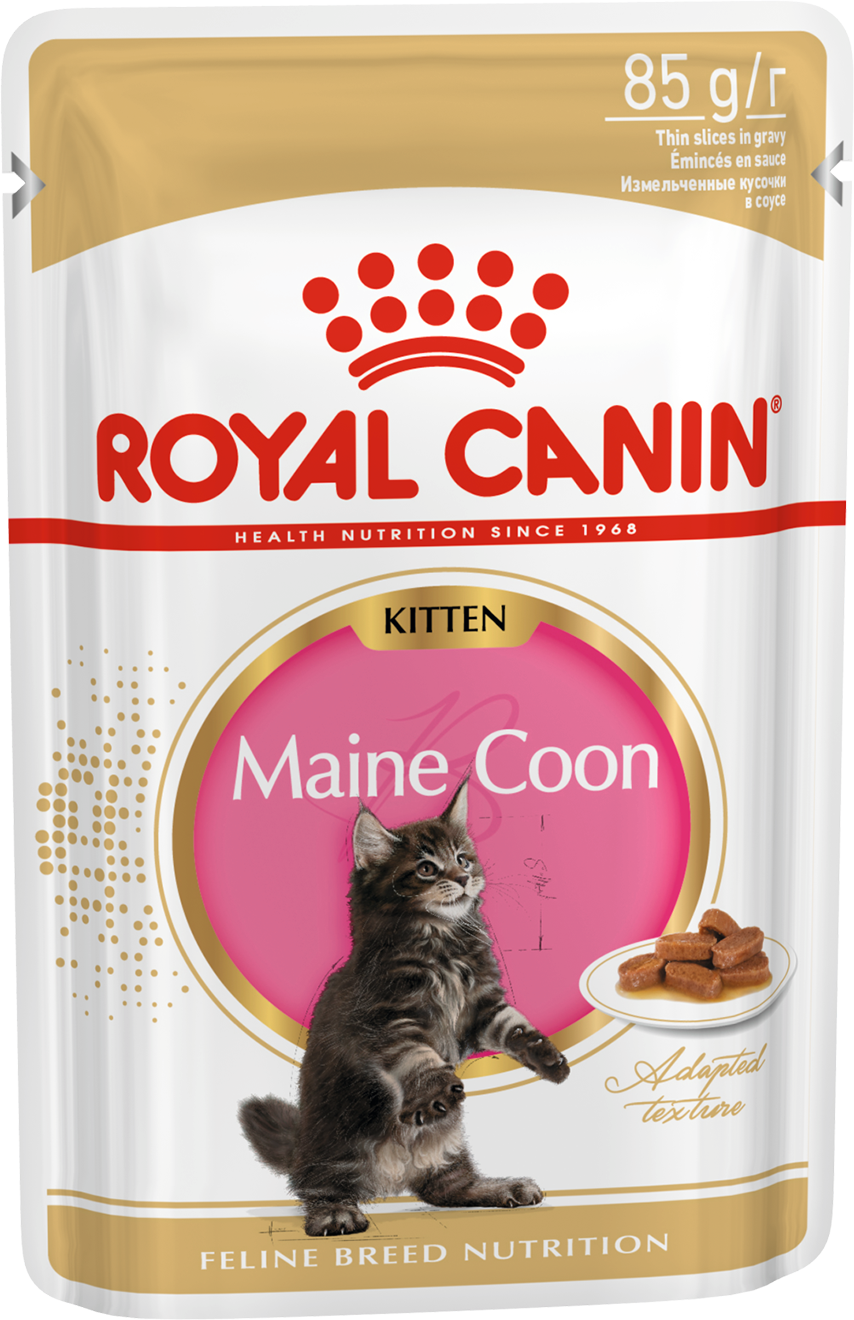 85 g/г
Thin slices in gravy
Émincés en sauce
Измельченные кусочки
в соусе
ROYAL CANIN®
HEALTH NUTRITION SINCE 1968
KITTEN
Maine Coon
Adapted
texture
FELINE BREED NUTRITION